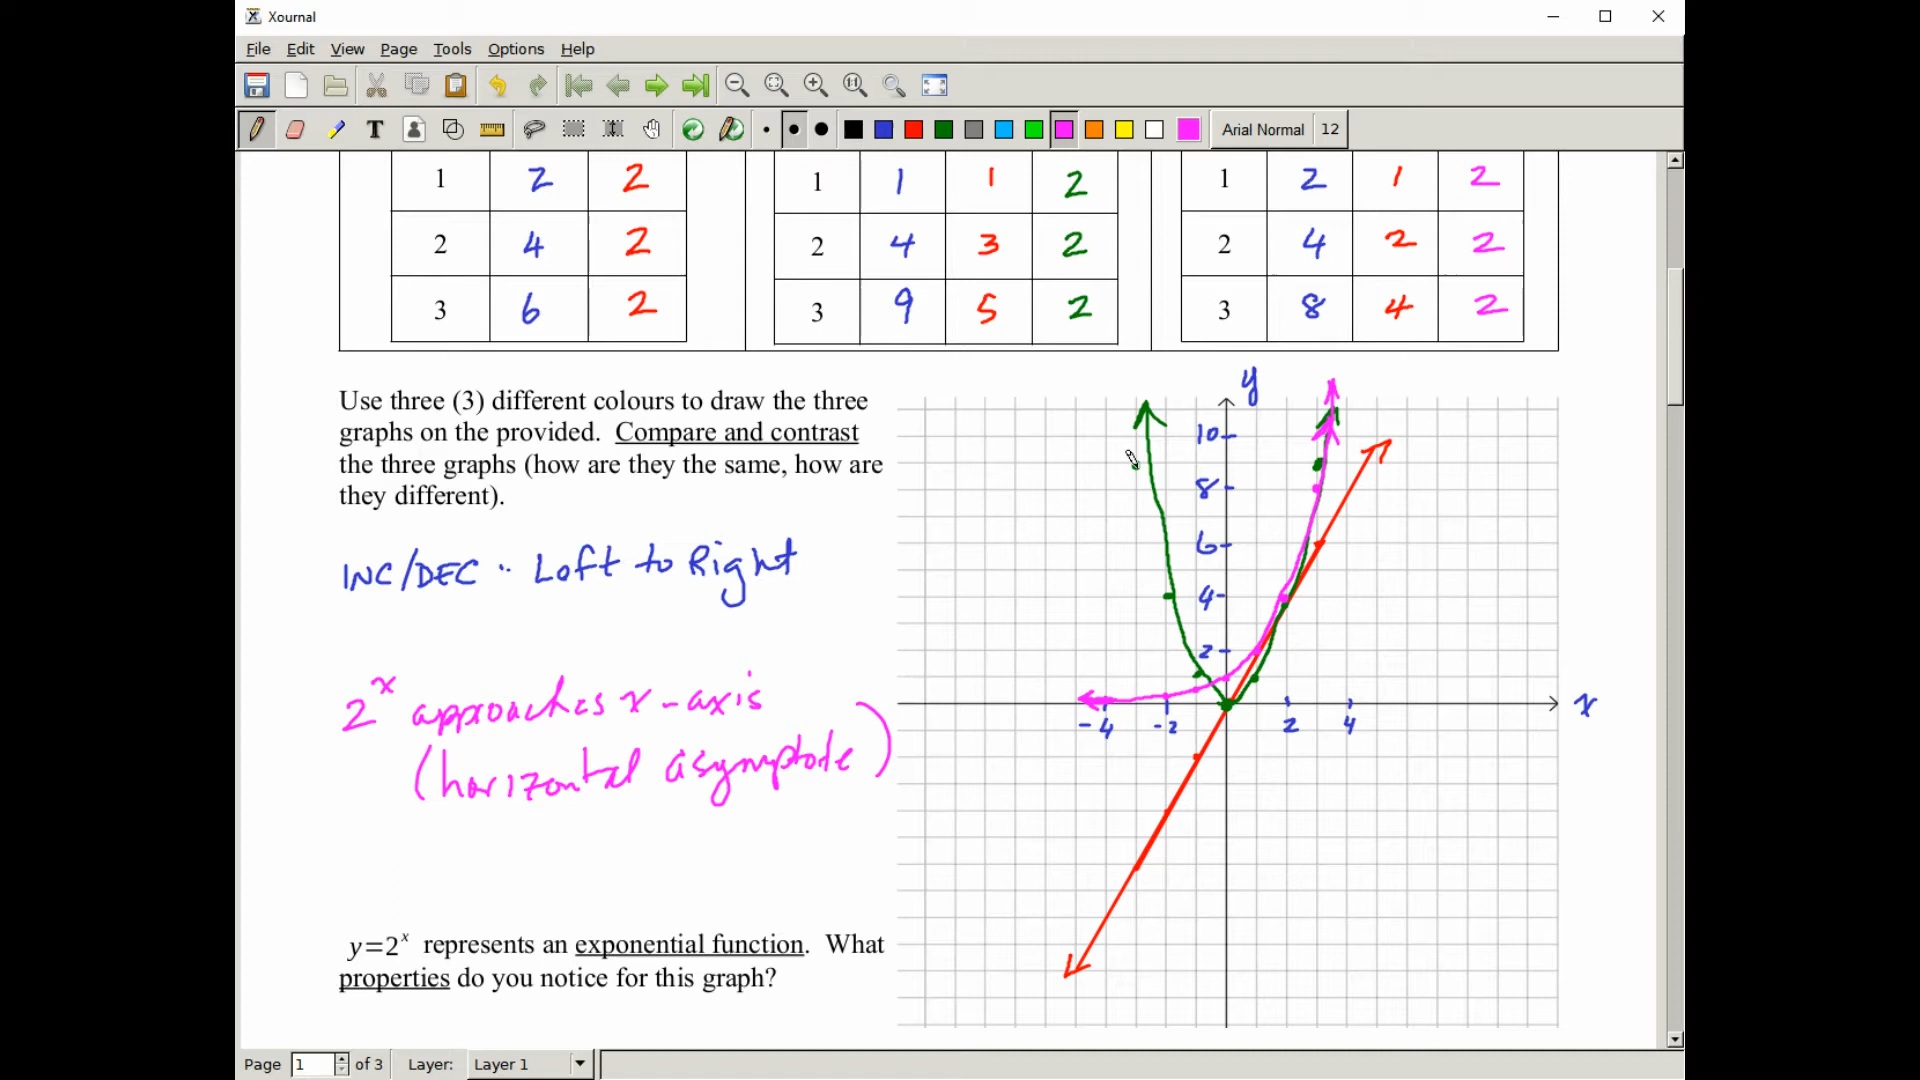 Xournal
File Edit View Page Tools Options Help
Arial Normal 12
1 2 2
2 4 2
3 6 2
1 1 1 2
2 4 3 2
3 9 5 2
1 2 1 2
2 4 2 2
3 8 4 2
Use three (3) different colours to draw the three
graphs on the provided. Compare and contrast
the three graphs (how are they the same, how are
they different).
INC/DEC : Left to Right
2^x approaches x-axis
(horizontal asymptote)
y=2^x represents an exponential function. What
properties do you notice for this graph?
y
10
8
6
4
2
-4 -2 2 4 x
Page 1 of 3 Layer: Layer 1